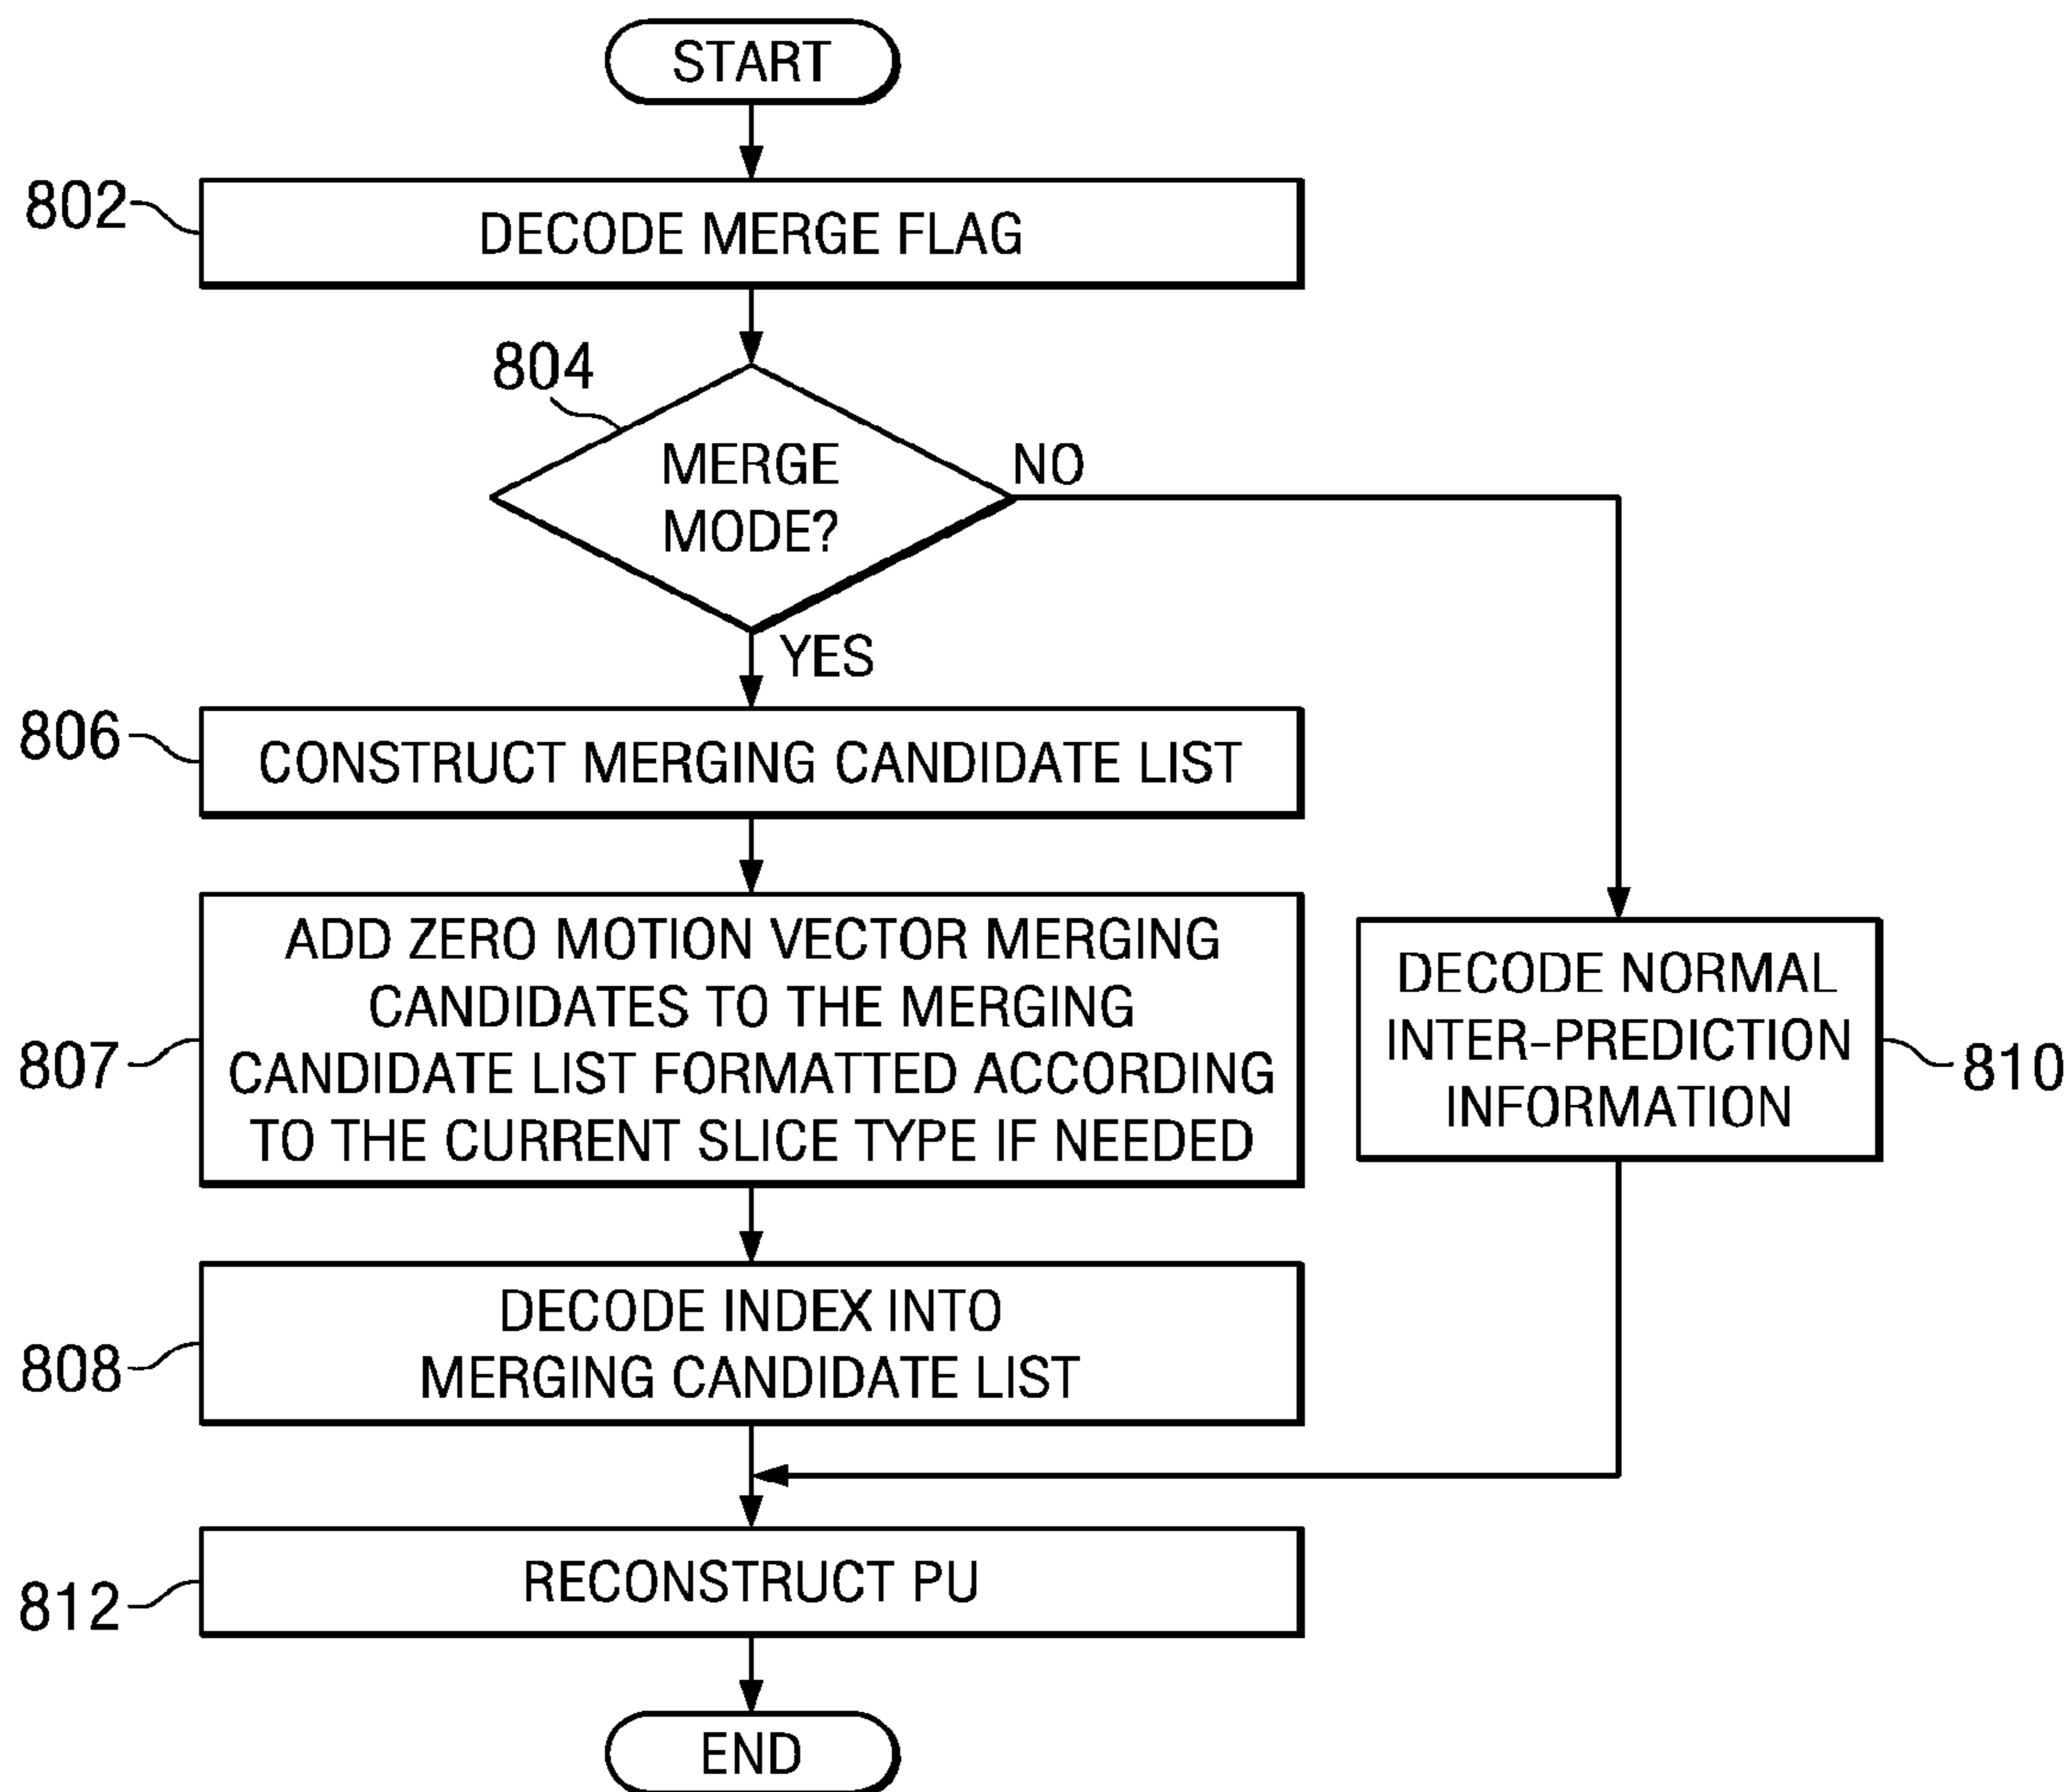 START
802
DECODE MERGE FLAG
804
MERGE
MODE?
NO
YES
806
CONSTRUCT MERGING CANDIDATE LIST
807
ADD ZERO MOTION VECTOR MERGING
CANDIDATES TO THE MERGING
CANDIDATE LIST FORMATTED ACCORDING
TO THE CURRENT SLICE TYPE IF NEEDED
DECODE NORMAL
INTER-PREDICTION
INFORMATION
810
808
DECODE INDEX INTO
MERGING CANDIDATE LIST
812
RECONSTRUCT PU
END